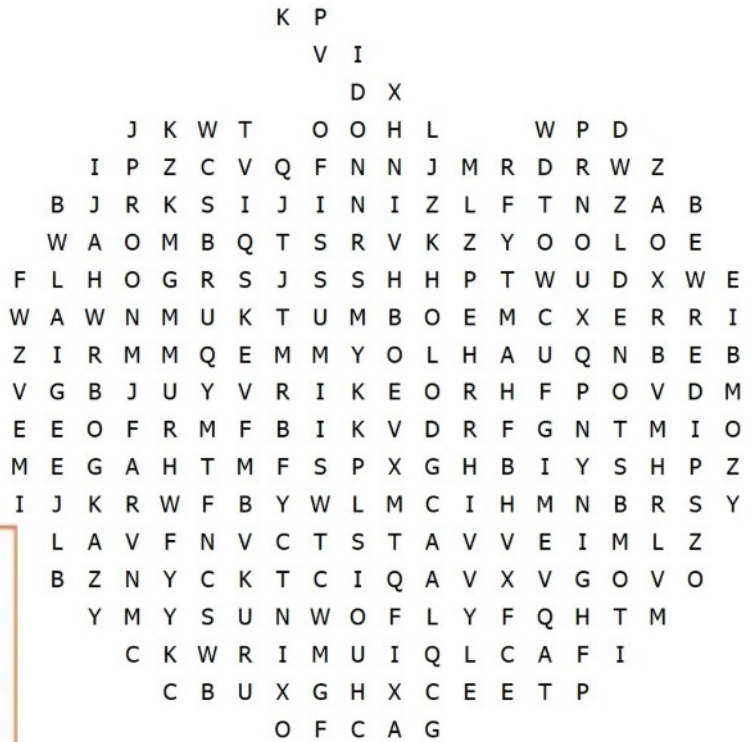 K P
V I
D X
J K W T O O H L W P D
I P Z C V Q F N N J M R D R W Z
B J R K S I J I N I Z L F T N Z A B
W A O M B Q T S R V K Z Y O O L O E
F L H O G R S J S S H H P T W U D X W E
W A W N M U K T U M B O E M C X E R R I
Z I R M M Q E M M Y O L H A U Q N B E B
V G B J U Y V R I K E O R H F P O V D M
E E O F R M F B I K V D R F G N T M I O
M E G A H T M F S P X G H B I Y S H P Z
I J K R W F B Y W L M C I H M N B R S Y
L A V F N V C T S T A V V E I M L Z
B Z N Y C K T C I Q A V X V G O V O
Y M Y S U N W O F L Y F Q H T M
C K W R I M U I Q L C A F I
C B U X G H X C E E T P
O F C A G